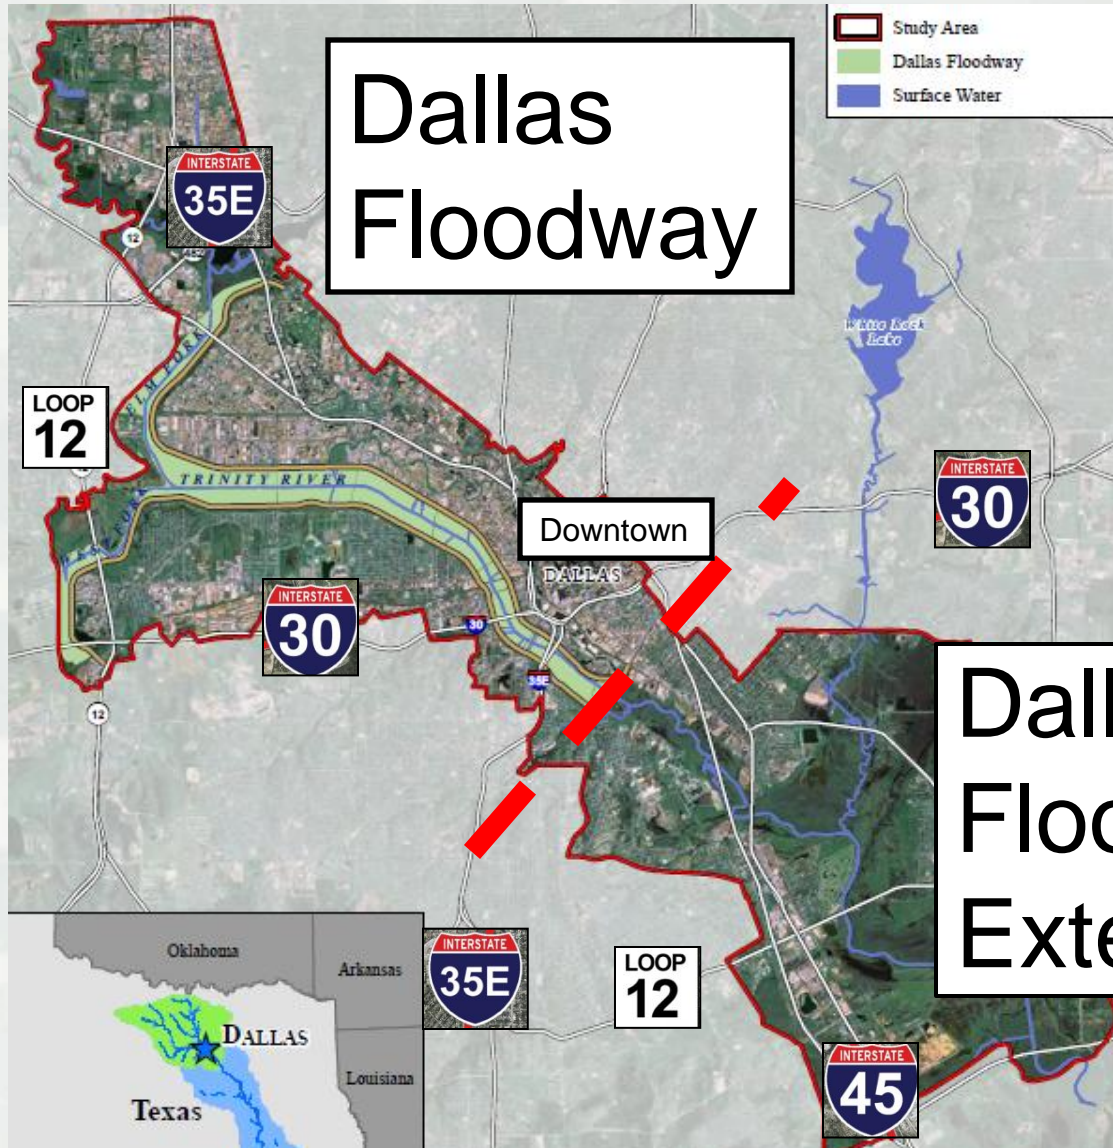 Study Area
Dallas Floodway
Surface Water
Dallas
Floodway
INTERSTATE
35E
12
ELM FORK
White Rock
Lake
LOOP
12
TRINITY RIVER
INTERSTATE
30
Downtown
DALLAS
INTERSTATE
30
30
35E
12
Dall
Floo
Exte
INTERSTATE
35E
LOOP
12
INTERSTATE
45
Oklahoma
Arkansas
DALLAS
Louisiana
Texas